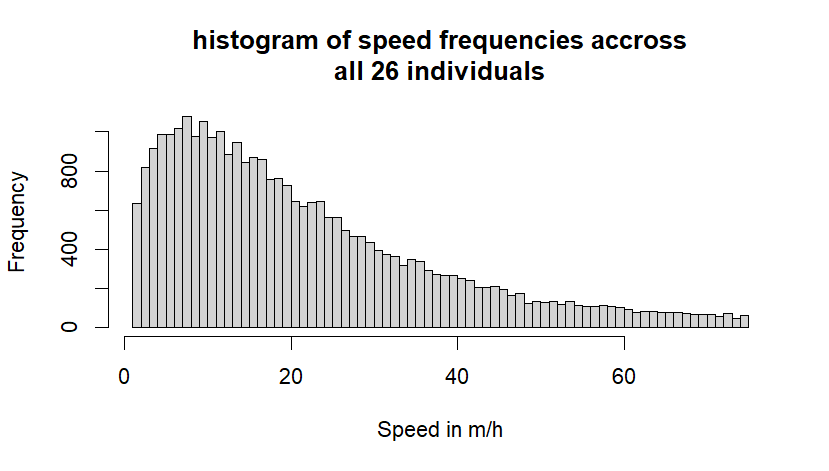 histogram of speed frequencies accross
all 26 individuals
Frequency
800
400
0
0 20 40 60
Speed in m/h